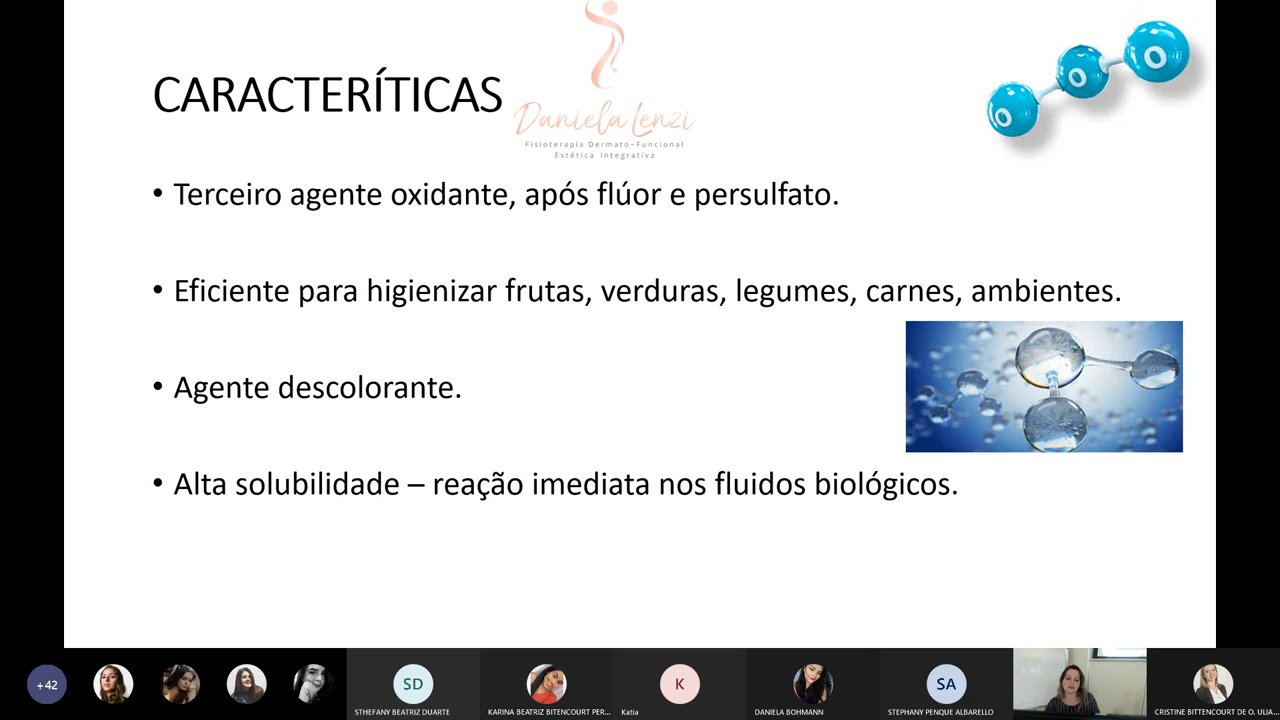 CARACTERÍTICAS
Daniela Lenzi
Fisioterapia Dermato-Funcional
Estética Integrativa
O O O
• Terceiro agente oxidante, após flúor e persulfato.
• Eficiente para higienizar frutas, verduras, legumes, carnes, ambientes.
• Agente descolorante.
• Alta solubilidade – reação imediata nos fluidos biológicos.
+42
SD
STHEFANY BEATRIZ DUARTE
KARINA BEATRIZ BITENCOURT PER...
K
Katia
DANIELA BOHMANN
SA
STEPHANY PENQUE ALBARELLO
CRISTINE BITTENCOURT DE O. ULIA...